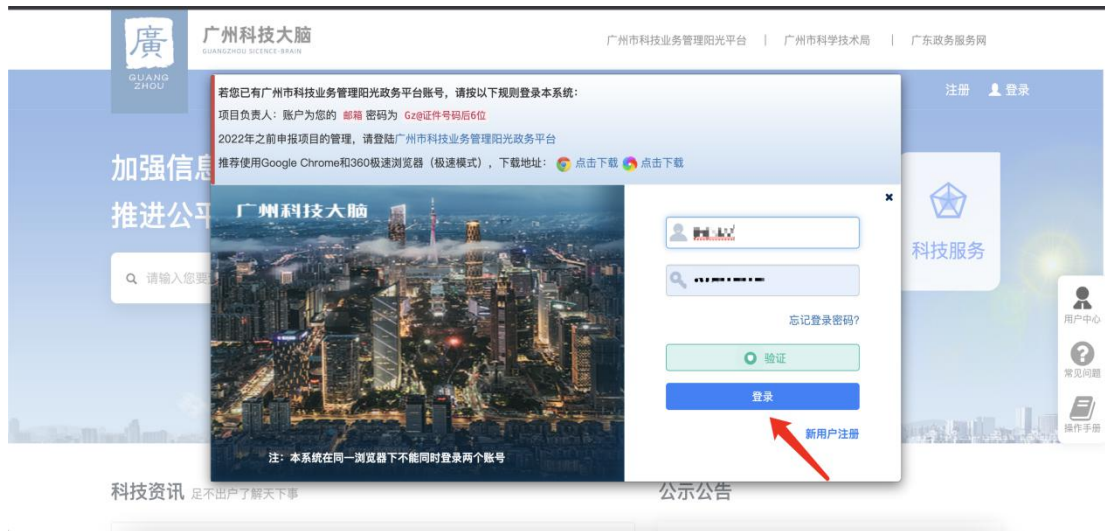 廣
GUANG
ZHOU
广州科技大脑
GUANGZHOU SICENCE-BRAIN
广州市科技业务管理阳光平台 | 广州市科学技术局 | 广东政务服务网
注册 登录
加强信息
推进公平
请输入您要
科技服务
若您已有广州市科技业务管理阳光政务平台账号，请按以下规则登录本系统：
项目负责人：账户为您的 邮箱 密码为 Gz@证件号码后6位
2022年之前申报项目的管理，请登陆广州市科技业务管理阳光政务平台
推荐使用Google Chrome和360极速浏览器（极速模式），下载地址： 点击下载 点击下载
广州科技大脑
注：本系统在同一浏览器下不能同时登录两个账号
忘记登录密码?
验证
登录
新用户注册
用户中心
常见问题
操作手册
科技资讯 足不出户了解天下事
公示公告